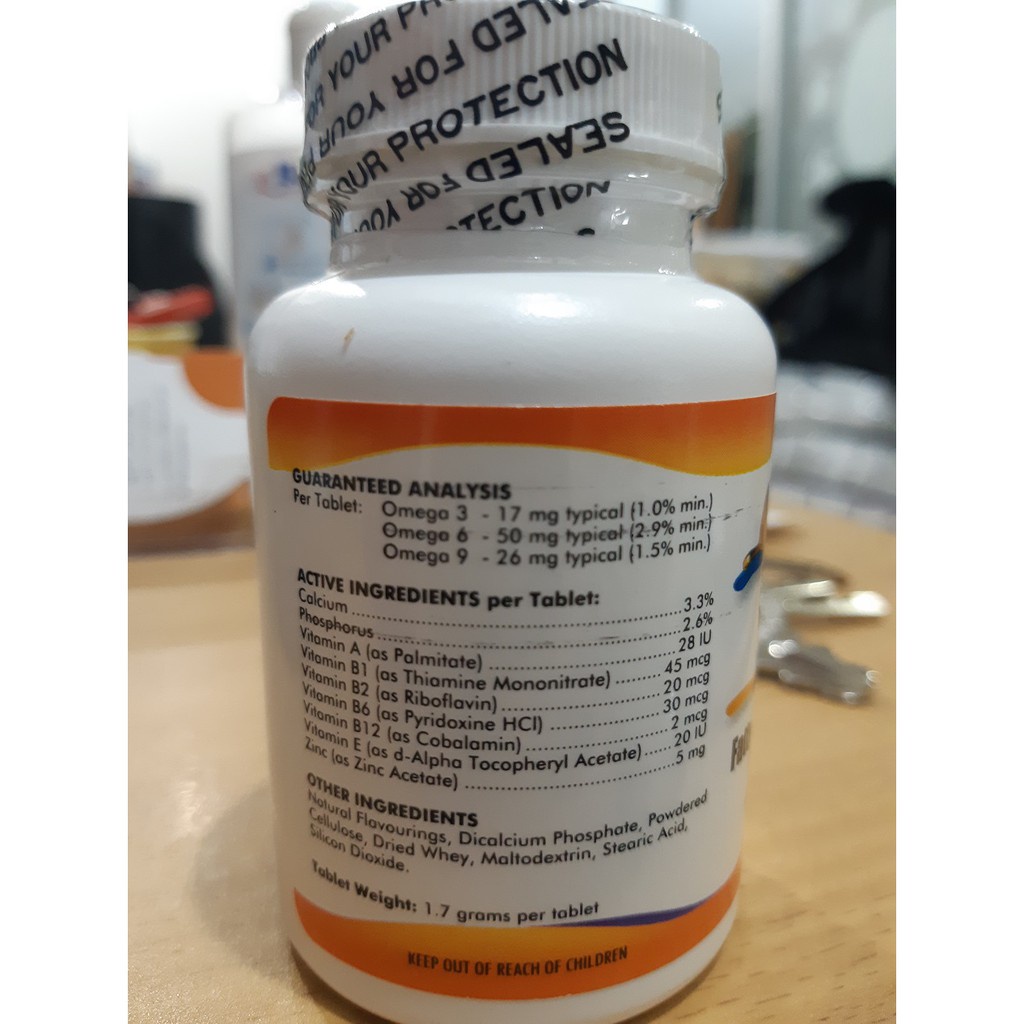 OR YOUR PR
SEALED FOR YOUR P
YOUR PROTECTION
SEALED FOR YO
TECTION
GUARANTEED ANALYSIS
Per Tablet: Omega 3 - 17 mg typical (1.0% min.)
Omega 6 - 50 mg typical (2.9% min.)
Omega 9 - 26 mg typical (1.5% min.)
ACTIVE INGREDIENTS per Tablet:
Calcium ........ 3.3%
Phosphorus ........ 2.6%
Vitamin A (as Palmitate) ........ 28 IU
Vitamin B1 (as Thiamine Mononitrate) ........ 45 mcg
Vitamin B2 (as Riboflavin) ........ 20 mcg
Vitamin B6 (as Pyridoxine HCl) ........ 30 mcg
Vitamin B12 (as Cobalamin) ........ 2 mcg
Vitamin E (as d-Alpha Tocopheryl Acetate) ...... 20 IU
Zinc (as Zinc Acetate) ........ 5 mg
OTHER INGREDIENTS
Natural Flavourings, Dicalcium Phosphate, Powdered
Cellulose, Dried Whey, Maltodextrin, Stearic Acid,
Silicon Dioxide.
Tablet Weight: 1.7 grams per tablet
KEEP OUT OF REACH OF CHILDREN